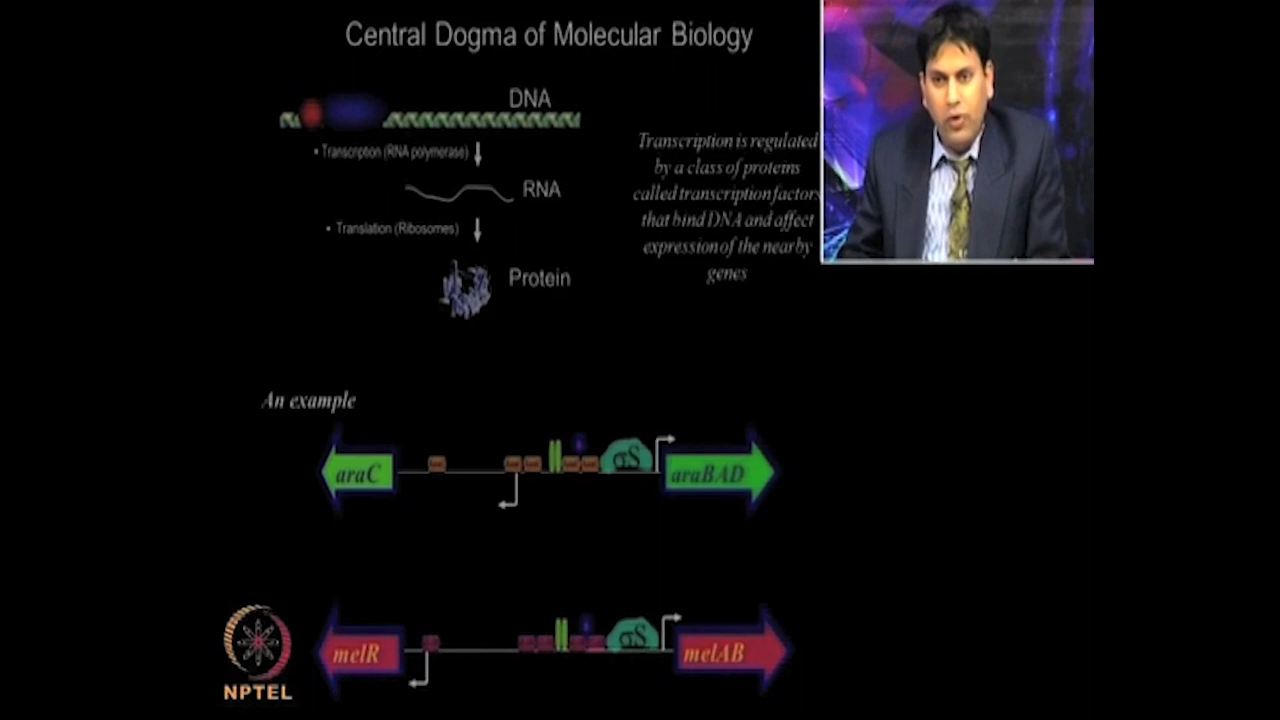 Central Dogma of Molecular Biology
DNA
• Transcription (RNA polymerase)
RNA
• Translation (Ribosomes)
Protein
Transcription is regulated
by a class of proteins
called transcription factors
that bind DNA and affect
expression of the nearby
genes
An example
araC
σS
araBAD
melR
σS
melAB
NPTEL